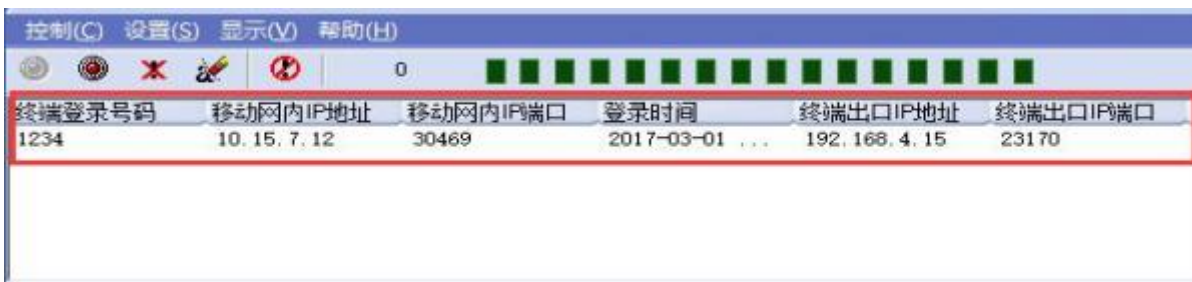 控制(C) 设置(S) 显示(V) 帮助(H)
0
终端登录号码 移动网内IP地址 移动网内IP端口 登录时间 终端出口IP地址 终端出口IP端口
1234 10.15.7.12 30469 2017-03-01 ... 192.168.4.15 23170